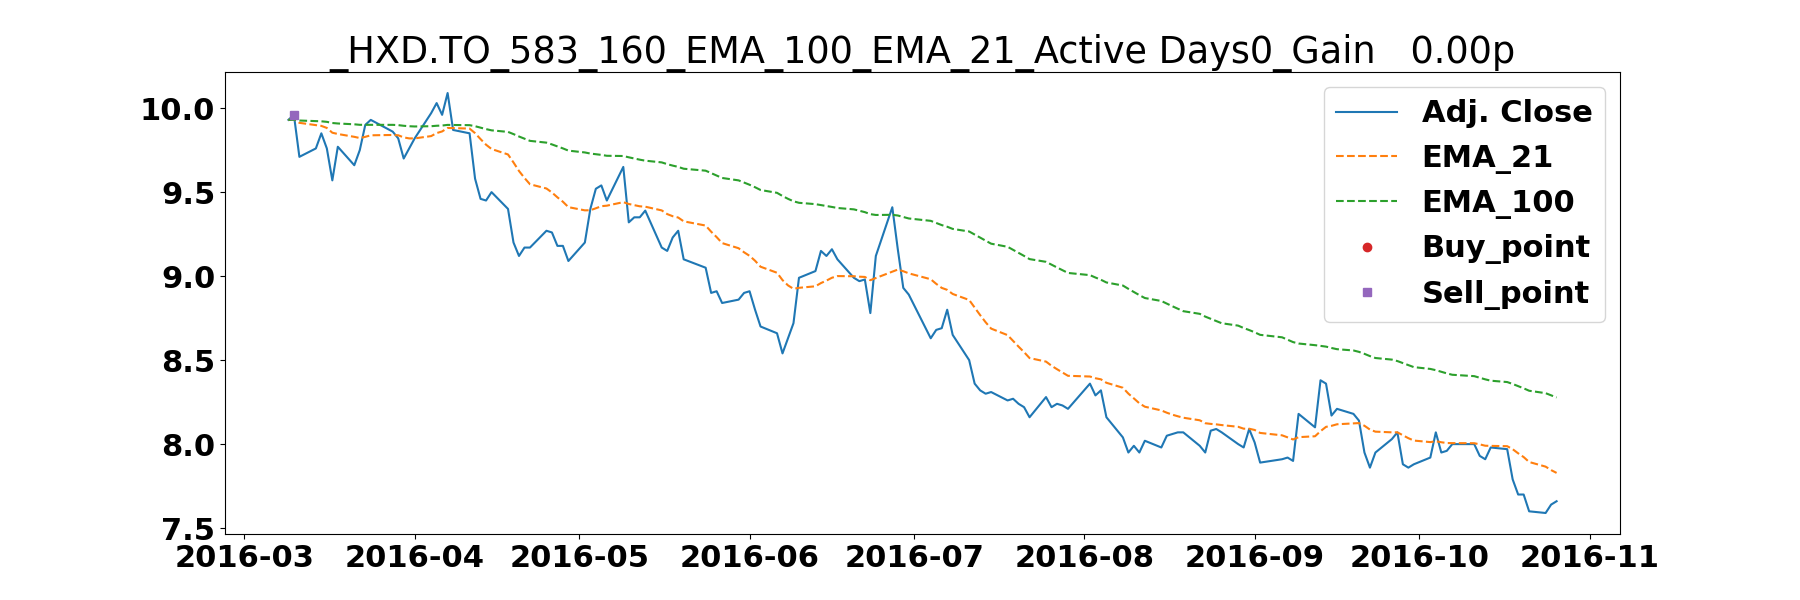 _HXD.TO_583_160_EMA_100_EMA_21_Active Days0_Gain   0.00p
10.0
9.5
9.0
8.5
8.0
7.5
Adj. Close
EMA_21
EMA_100
Buy_point
Sell_point
2016-03 2016-04 2016-05 2016-06 2016-07 2016-08 2016-09 2016-10 2016-11